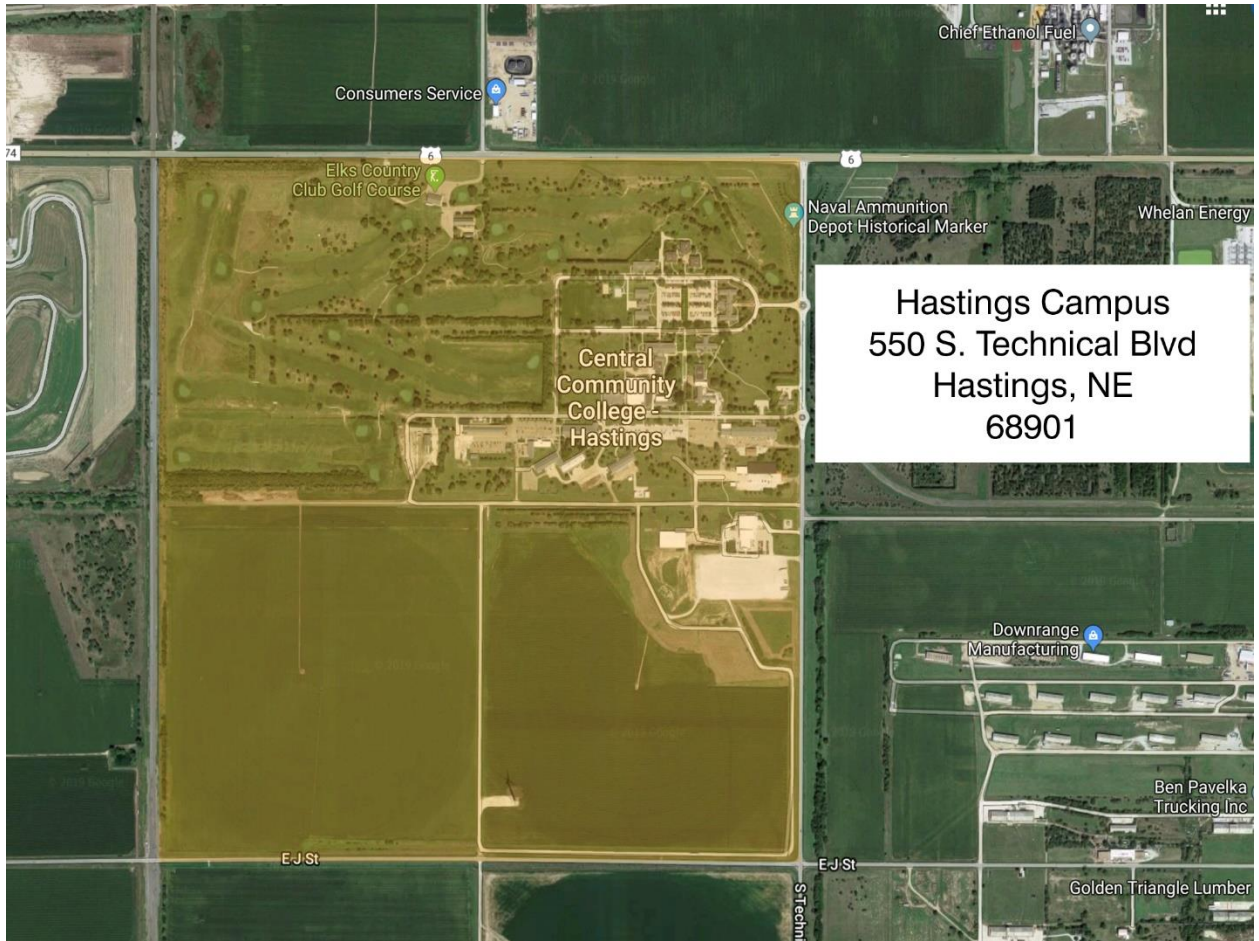 Chief Ethanol Fuel
Consumers Service
74
6
6
Elks Country
Club Golf Course
Naval Ammunition
Depot Historical Marker
Whelan Energy
Hastings Campus
550 S. Technical Blvd
Hastings, NE
68901
Central
Community
College -
Hastings
Downrange
Manufacturing
Ben Pavelka
Trucking Inc
E J St
E J St
Golden Triangle Lumber
S Techni